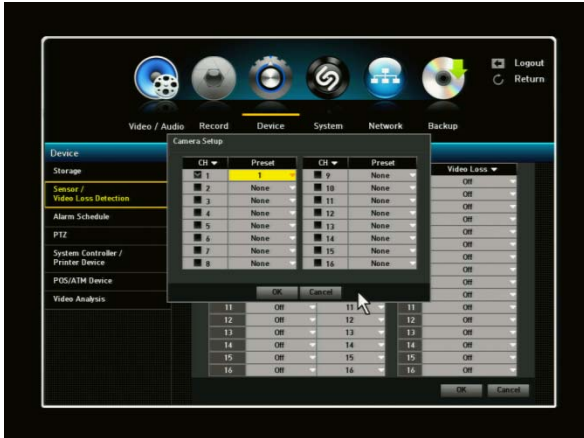 Logout
Return
Video / Audio Record Device System Network Backup
Device
Storage
Sensor /
Video Loss Detection
Alarm Schedule
PTZ
System Controller /
Printer Device
POS/ATM Device
Video Analysis
Camera Setup
CH Preset CH Preset
1 1 9 None
2 None 10 None
3 None 11 None
4 None 12 None
5 None 13 None
6 None 14 None
7 None 15 None
8 None 16 None
OK Cancel
Video Loss
Off
Off
Off
Off
Off
Off
Off
Off
Off
Off
11 Off 11 11 Off
12 Off 12 12 Off
13 Off 13 13 Off
14 Off 14 14 Off
15 Off 15 15 Off
16 Off 16 16 Off
OK Cancel